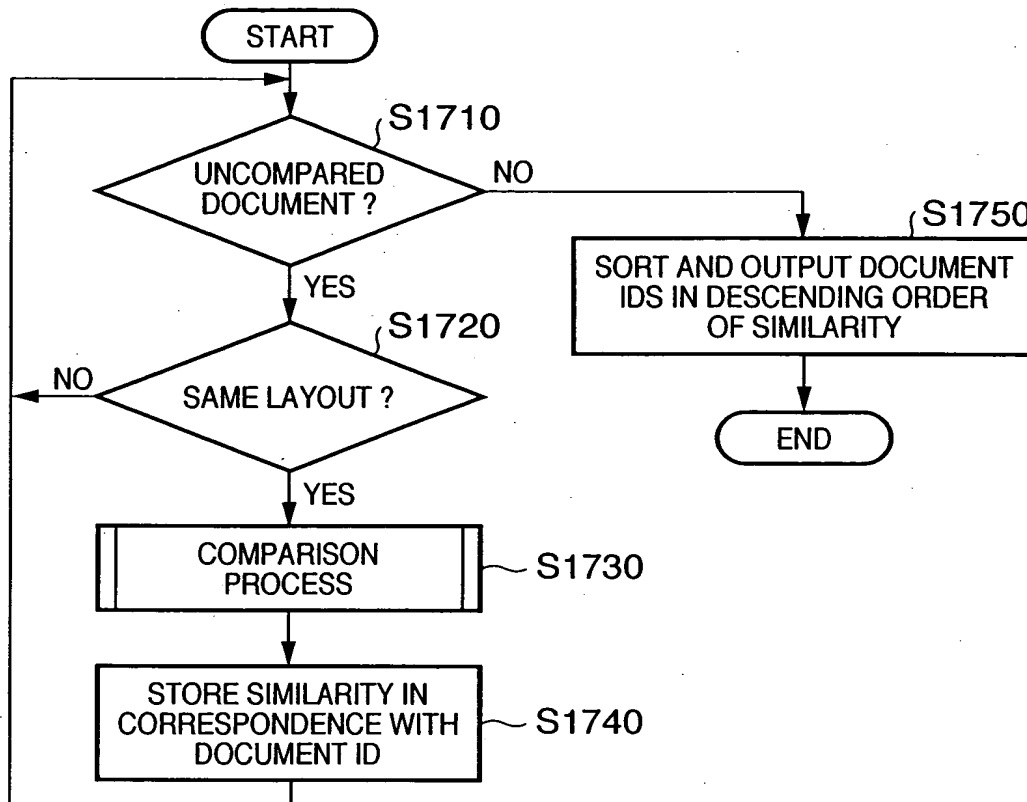 START
S1710
UNCOMPARED
DOCUMENT ?
NO
YES
S1750
SORT AND OUTPUT DOCUMENT
IDS IN DESCENDING ORDER
OF SIMILARITY
END
S1720
SAME LAYOUT ?
NO
YES
COMPARISON
PROCESS
S1730
STORE SIMILARITY IN
CORRESPONDENCE WITH
DOCUMENT ID
S1740